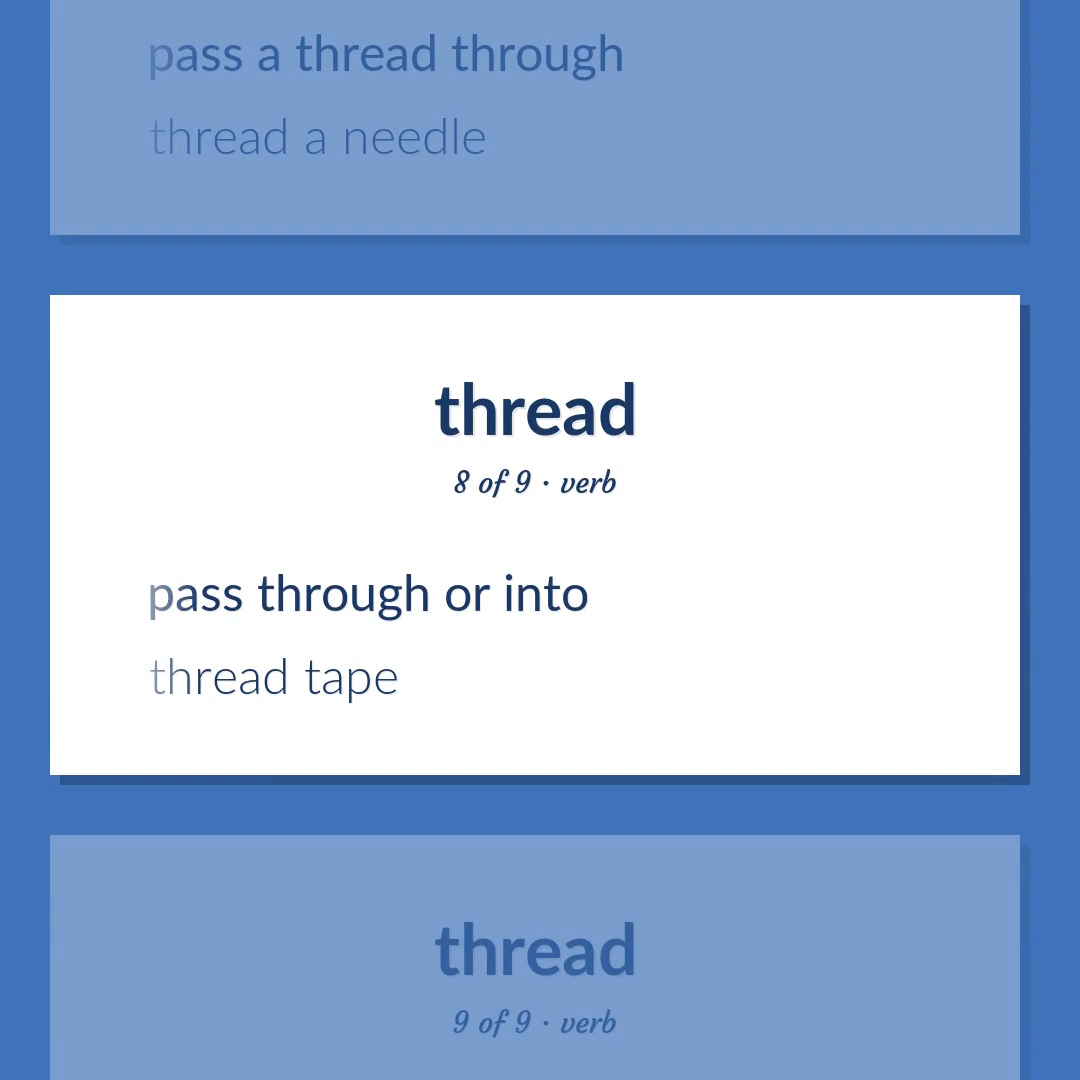 pass a thread through
thread a needle
thread
8 of 9 · verb
pass through or into
thread tape
thread
9 of 9 · verb